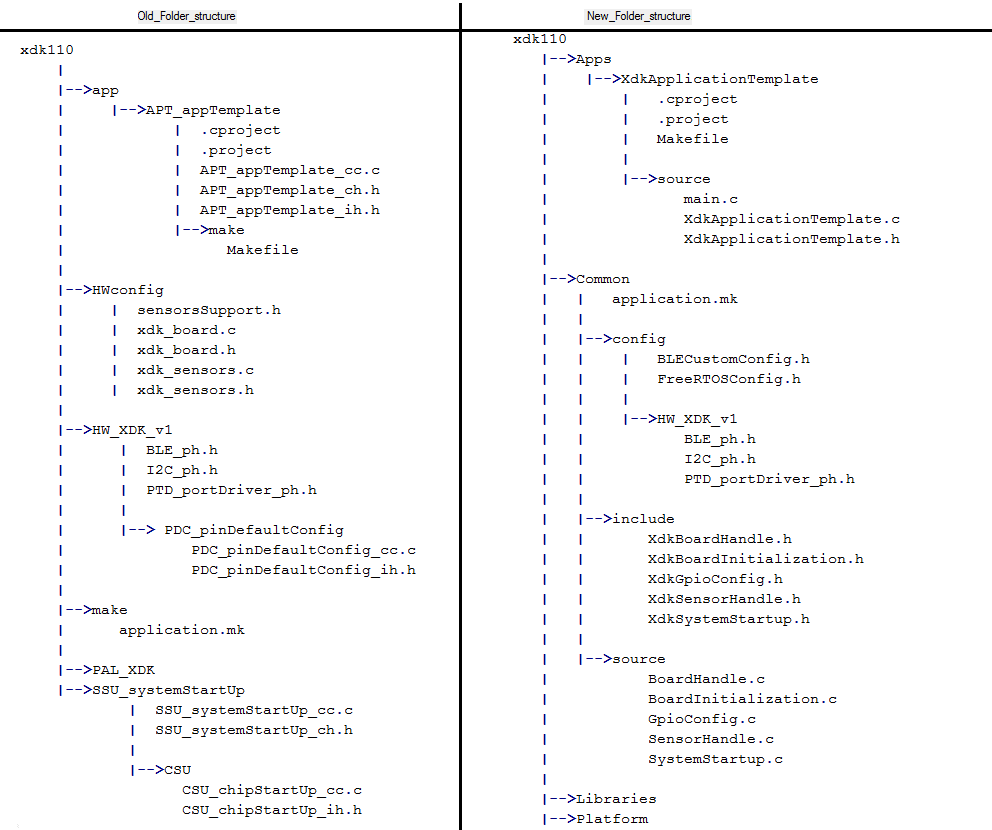 Old_Folder_structure
xdk110
|
|-->app
| |-->APT_appTemplate
| | .cproject
| | .project
| | APT_appTemplate_cc.c
| | APT_appTemplate_ch.h
| | APT_appTemplate_ih.h
| |-->make
| Makefile
|
|-->HWconfig
| | sensorsSupport.h
| | xdk_board.c
| | xdk_board.h
| | xdk_sensors.c
| | xdk_sensors.h
|
|-->HW_XDK_v1
| | BLE_ph.h
| | I2C_ph.h
| | PTD_portDriver_ph.h
| |
| |--> PDC_pinDefaultConfig
| PDC_pinDefaultConfig_cc.c
| PDC_pinDefaultConfig_ih.h
|
|-->make
| application.mk
|
|-->PAL_XDK
|-->SSU_systemStartUp
| SSU_systemStartUp_cc.c
| SSU_systemStartUp_ch.h
|
|-->CSU
CSU_chipStartUp_cc.c
CSU_chipStartUp_ih.h
New_Folder_structure
xdk110
|-->Apps
| |-->XdkApplicationTemplate
| | .cproject
| | .project
| | Makefile
| |
| |-->source
| main.c
| XdkApplicationTemplate.c
| XdkApplicationTemplate.h
|
|-->Common
| | application.mk
| |
| |-->config
| | | BLECustomConfig.h
| | | FreeRTOSConfig.h
| | |
| | |-->HW_XDK_v1
| | BLE_ph.h
| | I2C_ph.h
| | PTD_portDriver_ph.h
| |
| |-->include
| | XdkBoardHandle.h
| | XdkBoardInitialization.h
| | XdkGpioConfig.h
| | XdkSensorHandle.h
| | XdkSystemStartup.h
| |
| |-->source
| BoardHandle.c
| BoardInitialization.c
| GpioConfig.c
| SensorHandle.c
| SystemStartup.c
|
|-->Libraries
|-->Platform